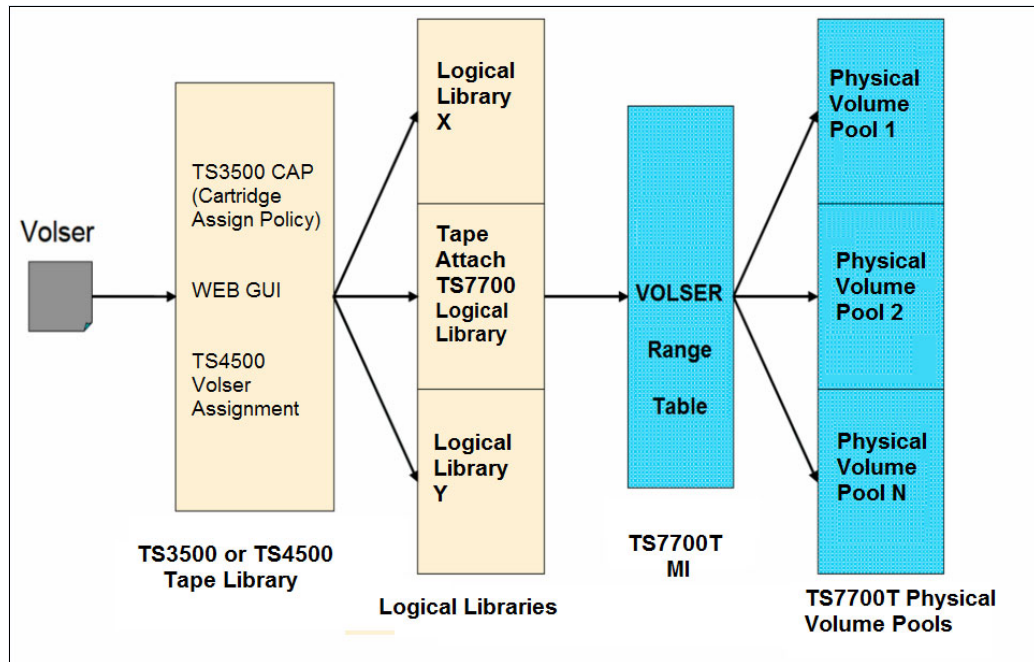 Volser
TS3500 CAP
(Cartridge
Assign Policy)
WEB GUI
TS4500
Volser
Assignment
TS3500 or TS4500
Tape Library
Logical
Library
X
Tape
Attach
TS7700
Logical
Library
Logical
Library
Y
Logical Libraries
VOLSER
Range
Table
TS7700T
MI
Physical
Volume
Pool 1
Physical
Volume
Pool 2
Physical
Volume
Pool N
TS7700T Physical
Volume Pools